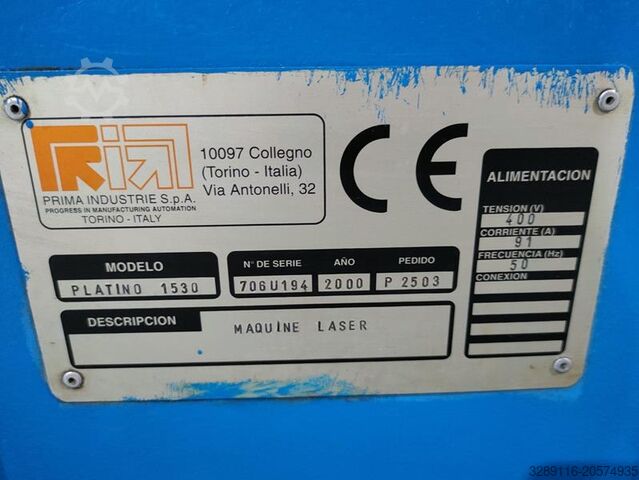 PRIMA
PRIMA INDUSTRIE S.p.A.
PROGRESS IN MANUFACTURING AUTOMATION
TORINO - ITALY
10097 Collegno
(Torino - Italia)
Via Antonelli, 32
CE
MODELO
PLATINO 1530
N° DE SERIE AÑO PEDIDO
706U194 2000 P 2503
DESCRIPCION MAQUINE LASER
ALIMENTACION
TENSION (V)
400
CORRIENTE (A)
91
FRECUENCIA (Hz)
50
CONEXION
3289116-20574935